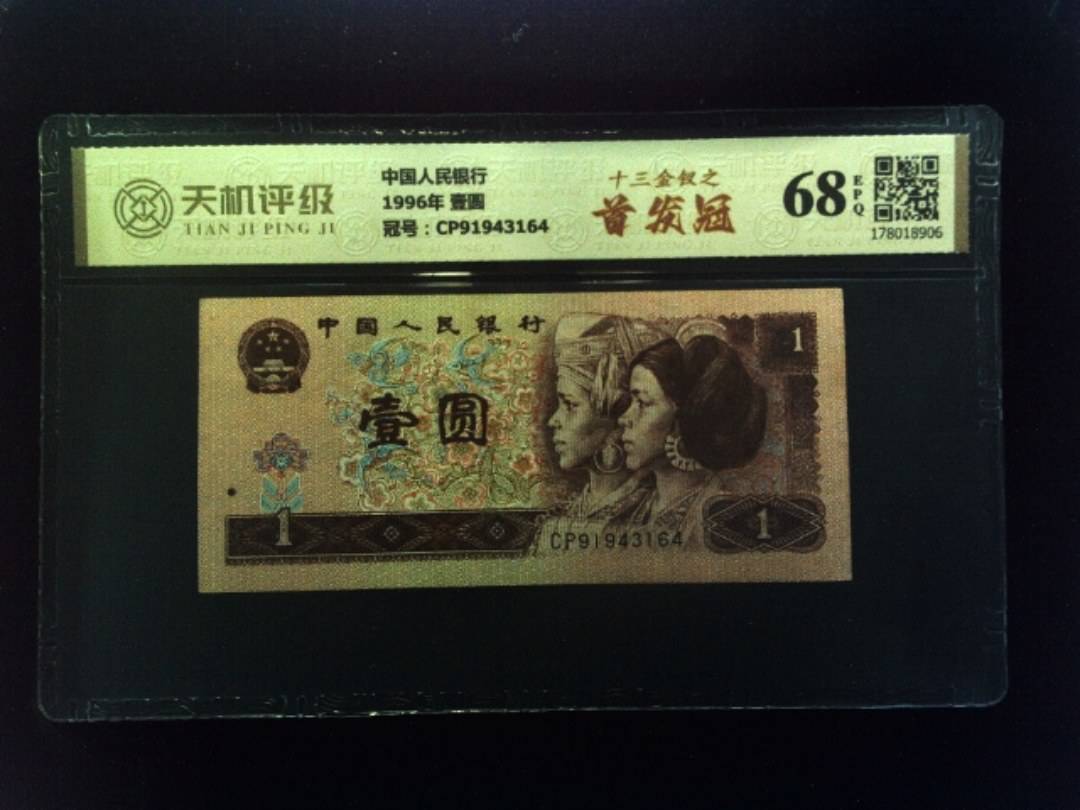 天机评级
TIAN JI PING JI
中国人民银行
1996年 壹圆
冠号：CP91943164
十三金钗之
首发冠
68
EPQ
178018906
中国人民银行
1
壹圆
1
CP91943164
1